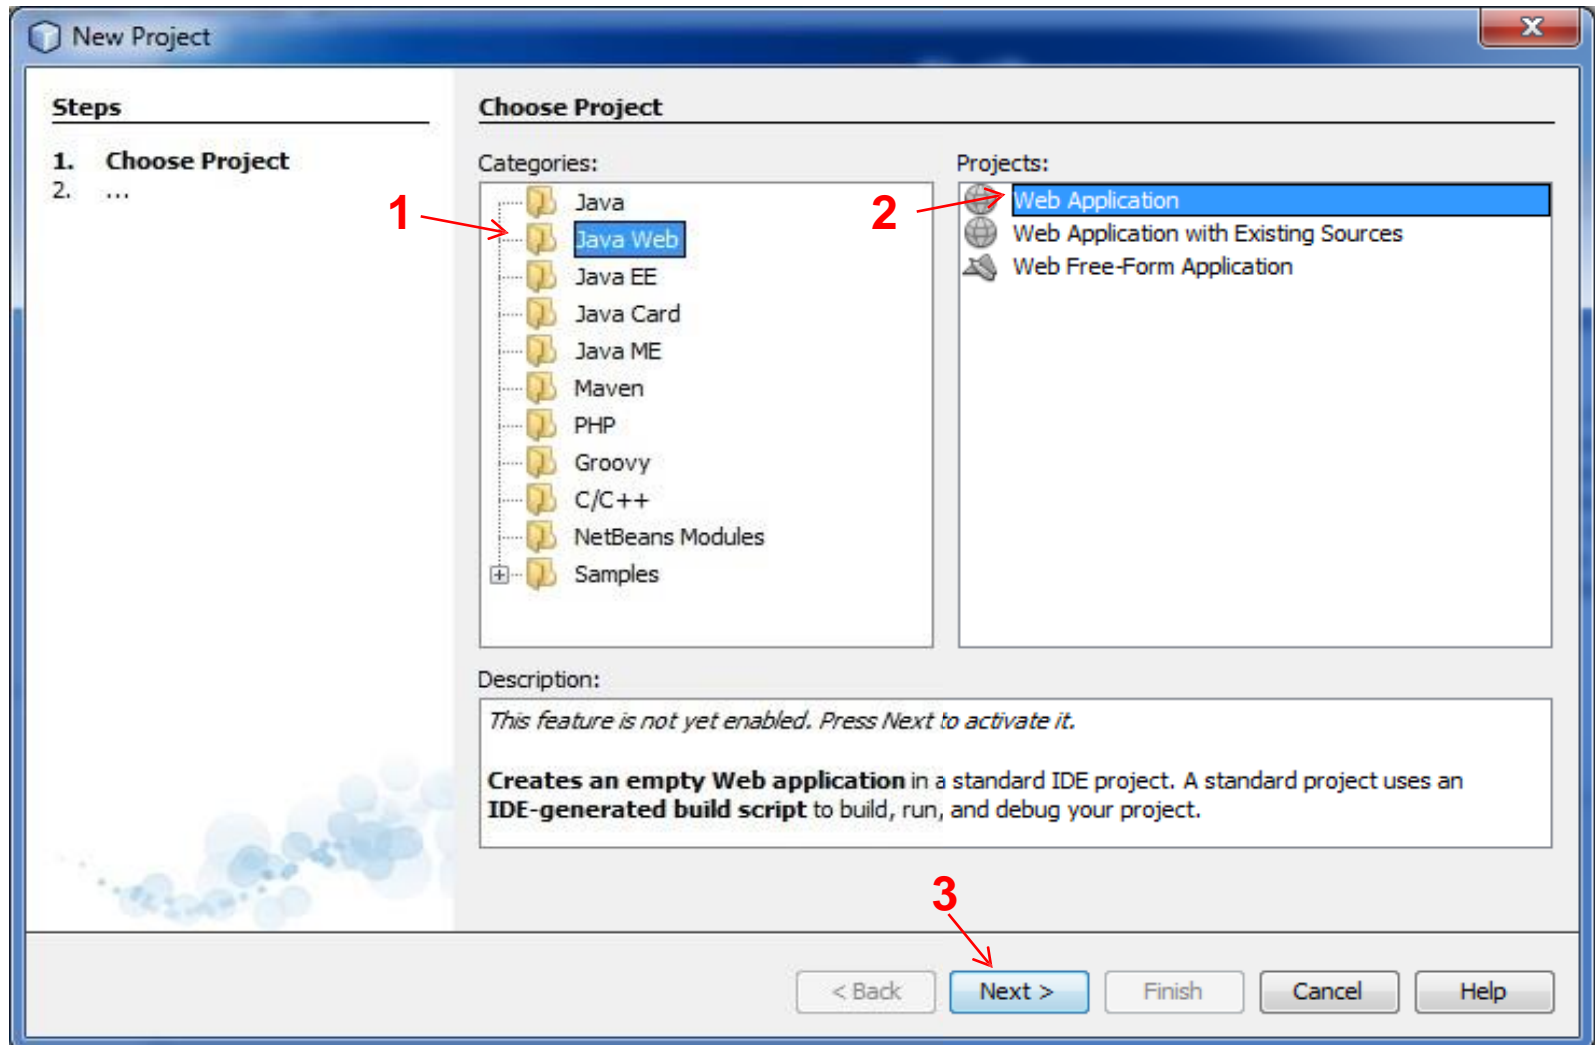 New Project
Steps
1. Choose Project
2. ...
Choose Project
Categories:
Java
Java Web
Java EE
Java Card
Java ME
Maven
PHP
Groovy
C/C++
NetBeans Modules
Samples
1
Projects:
Web Application
Web Application with Existing Sources
Web Free-Form Application
2
Description:
This feature is not yet enabled. Press Next to activate it.
Creates an empty Web application in a standard IDE project. A standard project uses an
IDE-generated build script to build, run, and debug your project.
3
< Back
Next >
Finish
Cancel
Help